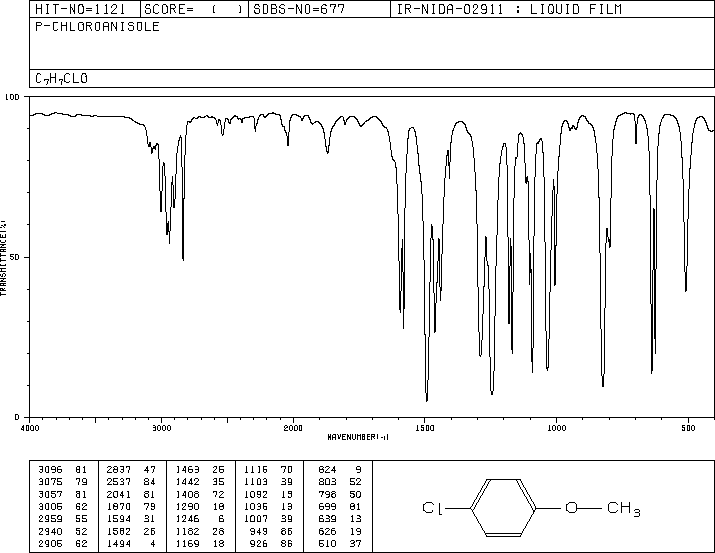 HIT-NO=1121 SCORE= ( ) SDBS-NO=677 IR-NIDA-02911 : LIQUID FILM
P-CHLOROANISOLE
C7H7CLO
100
50
0
TRANSMITTANCE(%)
4000 3000 2000 1500 1000 500
WAVENUMBER(-1)
3096 81 2837 47 1463 26 1116 70 824 9
3075 79 2537 84 1442 35 1103 39 803 52
3057 81 2041 81 1408 72 1092 13 798 50
3005 62 1870 79 1290 18 1036 13 699 81
2959 55 1594 31 1246 6 1007 39 639 13
2940 52 1582 26 1182 28 949 86 626 19
2905 62 1494 4 1169 18 926 86 510 37
Cl O CH3